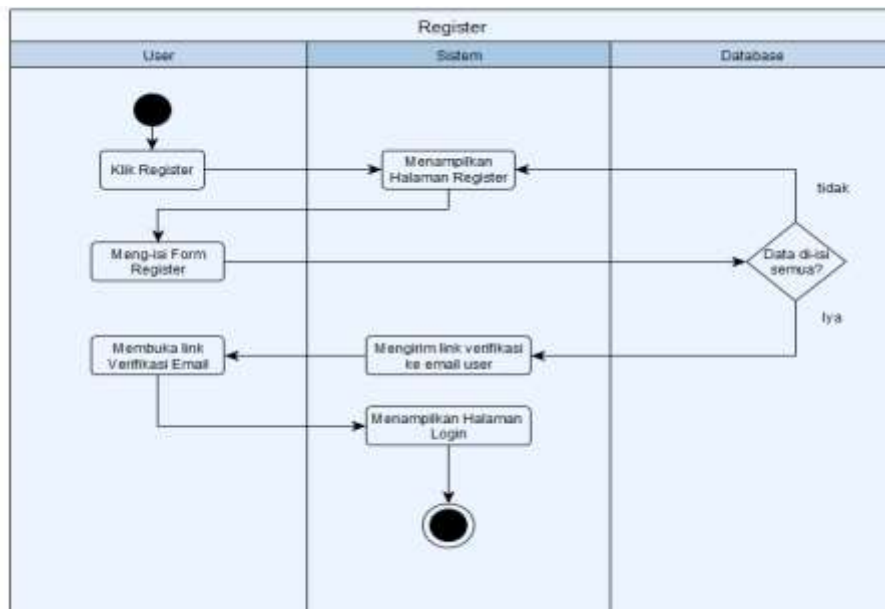 Register
User
Sistem
Database
Klik Register
Menampilkan
Halaman Register
tidak
Meng-isi Form
Register
Data di-isi
semua?
Iya
Membuka link
Verifikasi Email
Mengirim link verifikasi
ke email user
Menampilkan Halaman
Login